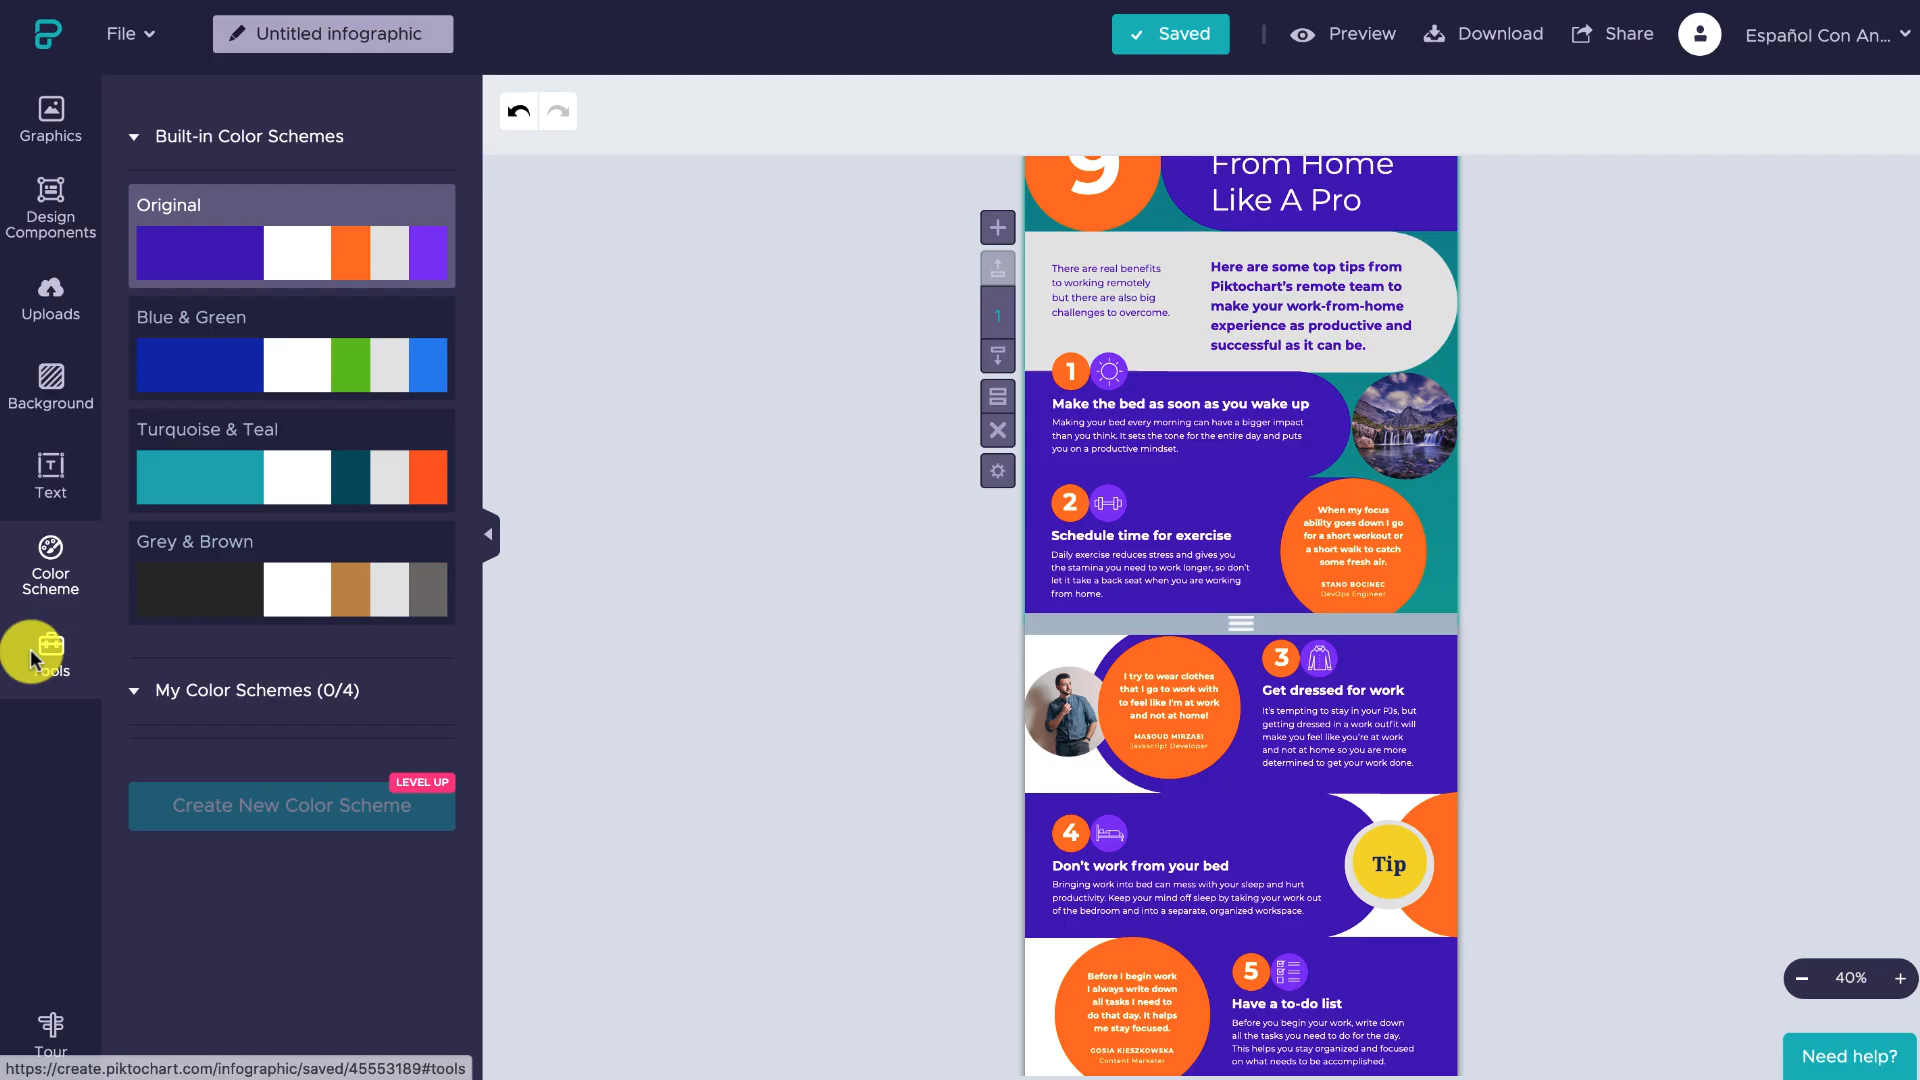 File
Untitled infographic
Saved
Preview
Download
Share
Español Con An...
Graphics
Design
Components
Uploads
Background
Text
Color
Scheme
Tools
Tour
Built-in Color Schemes
Original
Blue & Green
Turquoise & Teal
Grey & Brown
My Color Schemes (0/4)
LEVEL UP
Create New Color Scheme
1
9
From Home
Like A Pro
There are real benefits
to working remotely
but there are also big
challenges to overcome.
Here are some top tips from
Piktochart's remote team to
make your work-from-home
experience as productive and
successful as it can be.
1
Make the bed as soon as you wake up
Making your bed every morning can have a bigger impact
than you think. It sets the tone for the entire day and puts
you on a productive mindset.
2
Schedule time for exercise
Daily exercise reduces stress and gives you
the stamina you need to work longer, so don't
let it take a back seat when you are working
from home.
When my focus
ability goes down I go
for a short workout or
a short walk to catch
some fresh air.
STANO BOCINEC
DevOps Engineer
I try to wear clothes
that I go to work with
to feel like I'm at work
and not at home!
MASOUD MIRZAEI
Javascript Developer
3
Get dressed for work
It's tempting to stay in your PJs, but
getting dressed in a work outfit will
make you feel like you're at work
and not at home so you are more
determined to get your work done.
4
Don't work from your bed
Bringing work into bed can mess with your sleep and hurt
productivity. Keep your mind off sleep by taking your work out
of the bedroom and into a separate, organized workspace.
Tip
Before I begin work
I always write down
all tasks I need to
do that day. It helps
me stay focused.
GOSIA KIESZKOWSKA
Content Marketer
5
Have a to-do list
Before you begin your work, write down
all the tasks you need to do for the day.
This helps you stay organized and focused
on what needs to be accomplished.
40%
Need help?
https://create.piktochart.com/infographic/saved/45553189#tools